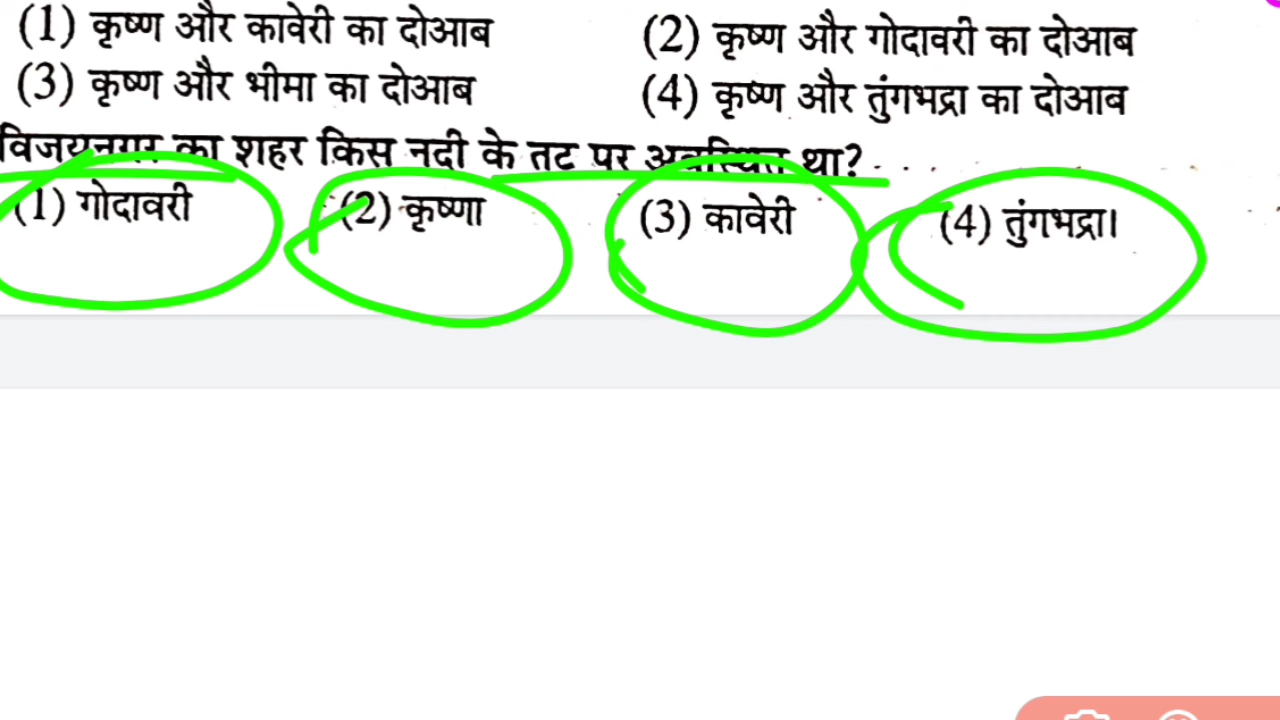 (1) कृष्ण और कावेरी का दोआब (2) कृष्ण और गोदावरी का दोआब
(3) कृष्ण और भीमा का दोआब (4) कृष्ण और तुंगभद्रा का दोआब
विजयनगर का शहर किस नदी के तट पर अवस्थित था?
(1) गोदावरी (2) कृष्णा (3) कावेरी (4) तुंगभद्रा।